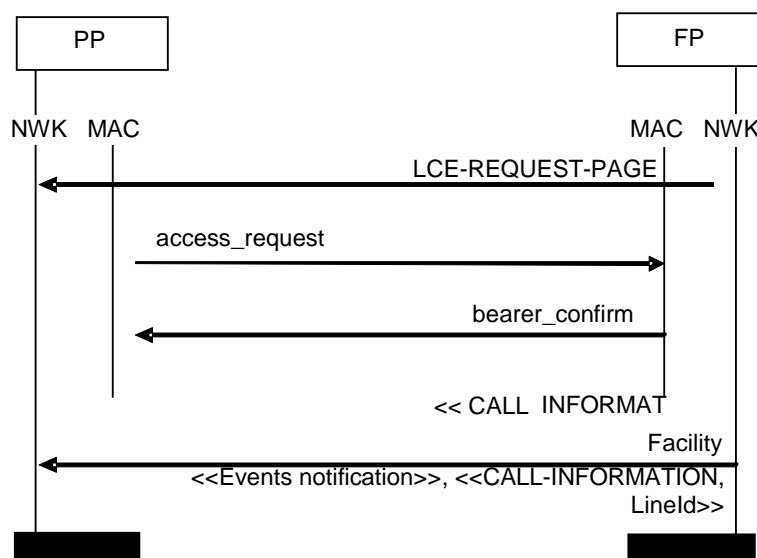 PP
FP
NWK MAC
MAC NWK
LCE-REQUEST-PAGE
access_request
bearer_confirm
<< CALL INFORMAT
Facility
<<Events notification>>, <<CALL-INFORMATION,
LineId>>